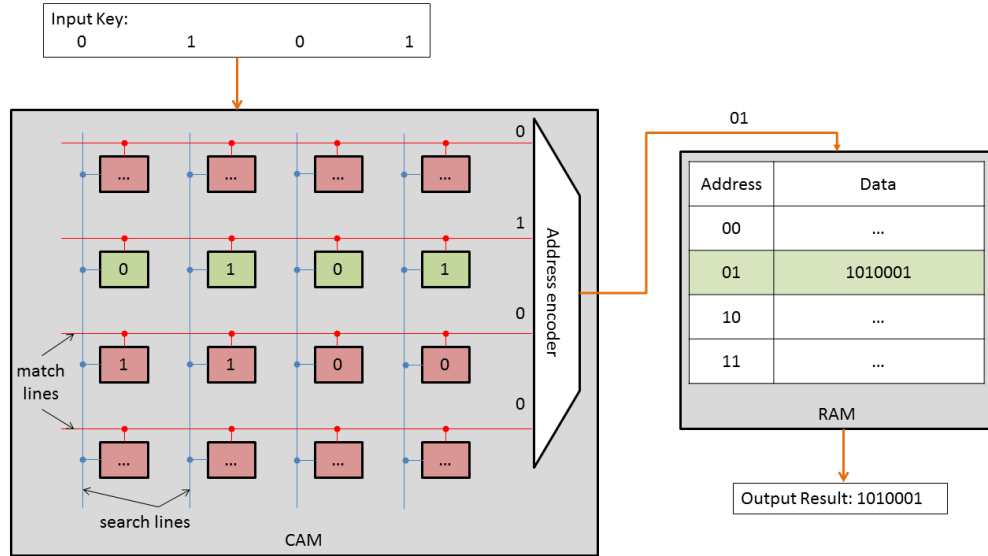 Input Key:
0 1 0 1
0
... ... ... ...
1
0 1 0 1
0
1 1 0 0
0
... ... ... ...
match
lines
search lines
CAM
Address encoder
01
Address Data
00 ...
01 1010001
10 ...
11 ...
RAM
Output Result: 1010001